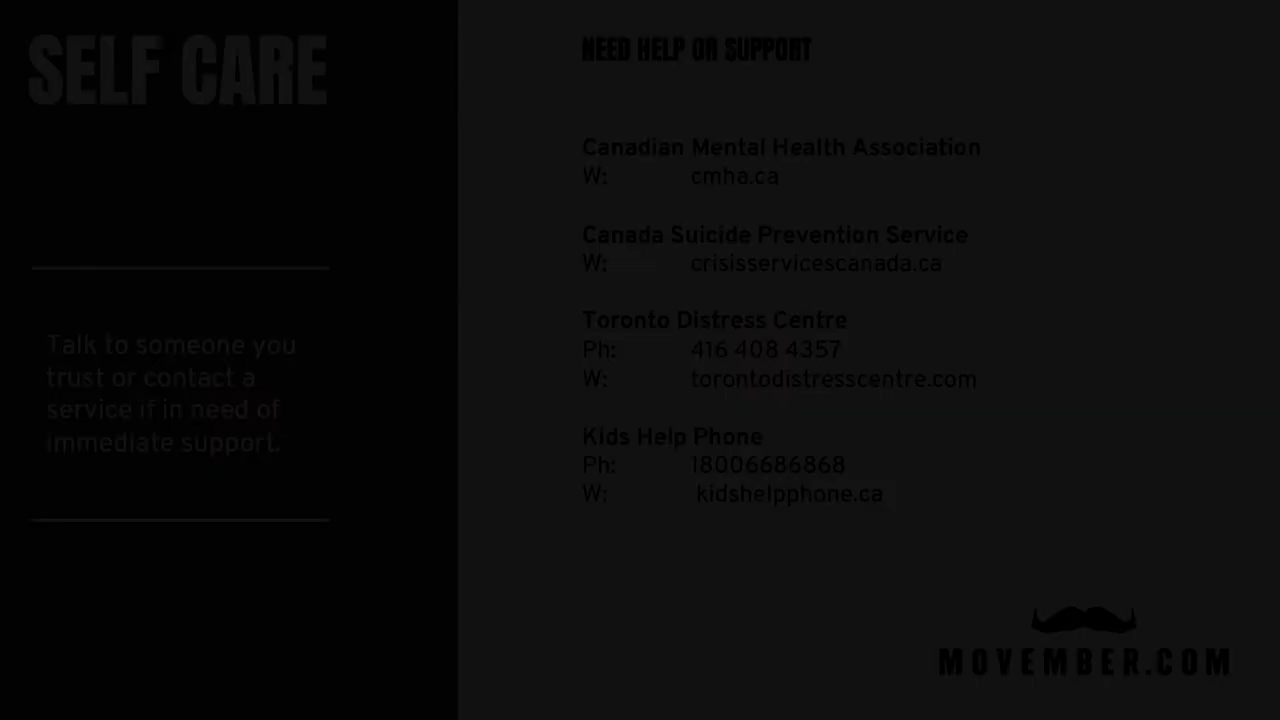 SELF CARE
Talk to someone you
trust or contact a
service if in need of
immediate support.
NEED HELP OR SUPPORT
Canadian Mental Health Association
W: cmha.ca
Canada Suicide Prevention Service
W: crisisservicescanada.ca
Toronto Distress Centre
Ph: 416 408 4357
W: torontodistresscentre.com
Kids Help Phone
Ph: 18006686868
W: kidshelpphone.ca
MOVEMBER.COM